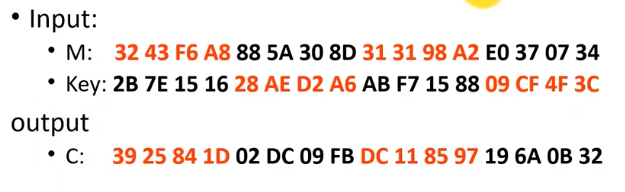 • Input:
• M: 32 43 F6 A8 88 5A 30 8D 31 31 98 A2 E0 37 07 34
• Key: 2B 7E 15 16 28 AE D2 A6 AB F7 15 88 09 CF 4F 3C
output
• C: 39 25 84 1D 02 DC 09 FB DC 11 85 97 19 6A 0B 32